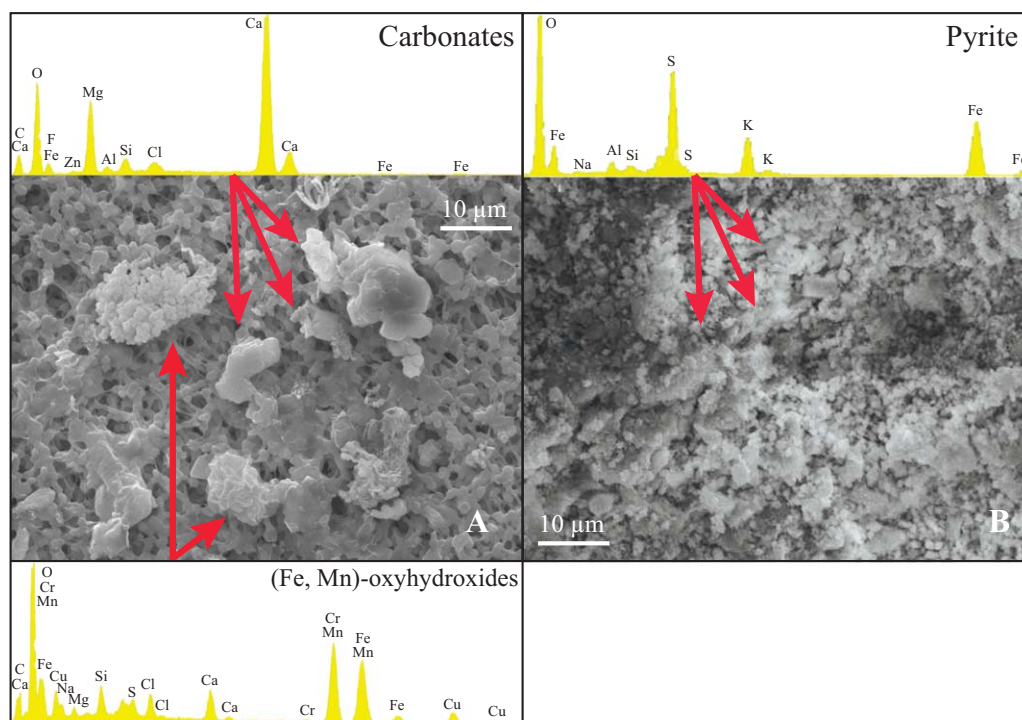 Carbonates
Ca
O
Mg
C
Ca
F
Fe
Zn
Al
Si
Cl
Ca
Fe
Fe
10 µm
A
Pyrite
O
S
Fe
Na
Al
Si
S
K
K
Fe
10 µm
B
(Fe, Mn)-oxyhydroxides
O
Cr
Mn
C
Ca
Fe
Cu
Na
Mg
Si
S
Cl
Cl
Ca
Ca
Cr
Cr
Mn
Fe
Mn
Fe
Cu
Cu